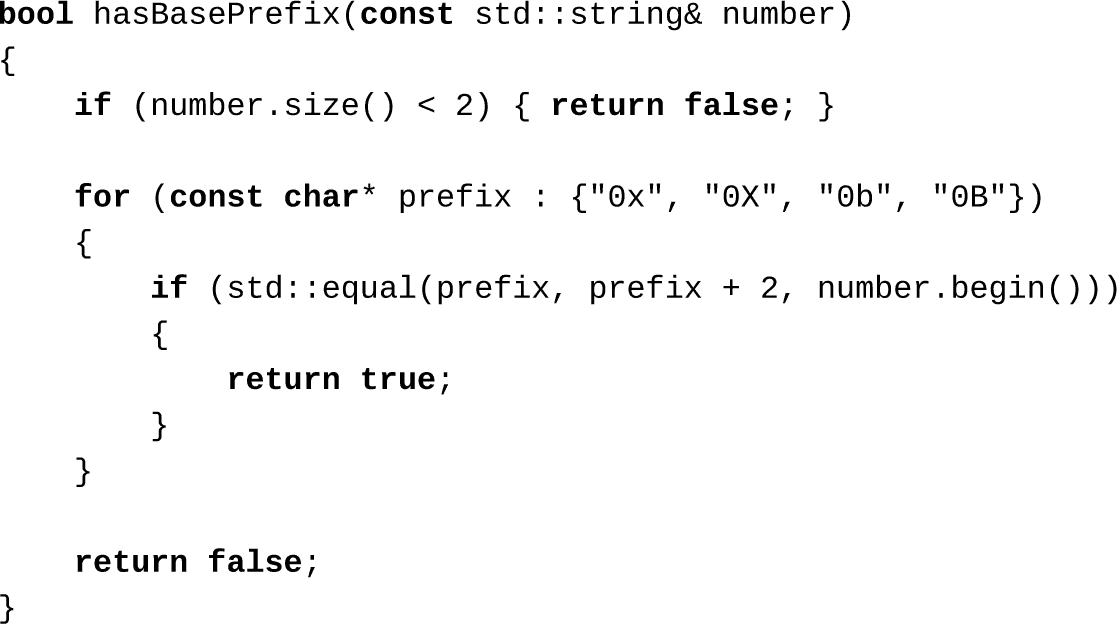 bool hasBasePrefix(const std::string& number)
{
    if (number.size() < 2) { return false; }

    for (const char* prefix : {"0x", "0X", "0b", "0B"})
    {
        if (std::equal(prefix, prefix + 2, number.begin()))
        {
            return true;
        }
    }

    return false;
}